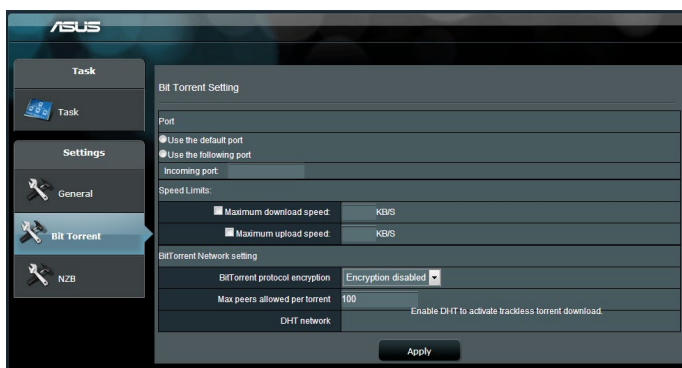 ASUS
Task
Task
Settings
General
Bit Torrent
NZB
Bit Torrent Setting
Port
Use the default port
Use the following port
Incoming port:
Speed Limits:
Maximum download speed: KB/S
Maximum upload speed: KB/S
BitTorrent Network setting
BitTorrent protocol encryption Encryption disabled
Max peers allowed per torrent 100
DHT network Enable DHT to activate trackless torrent download.
Apply